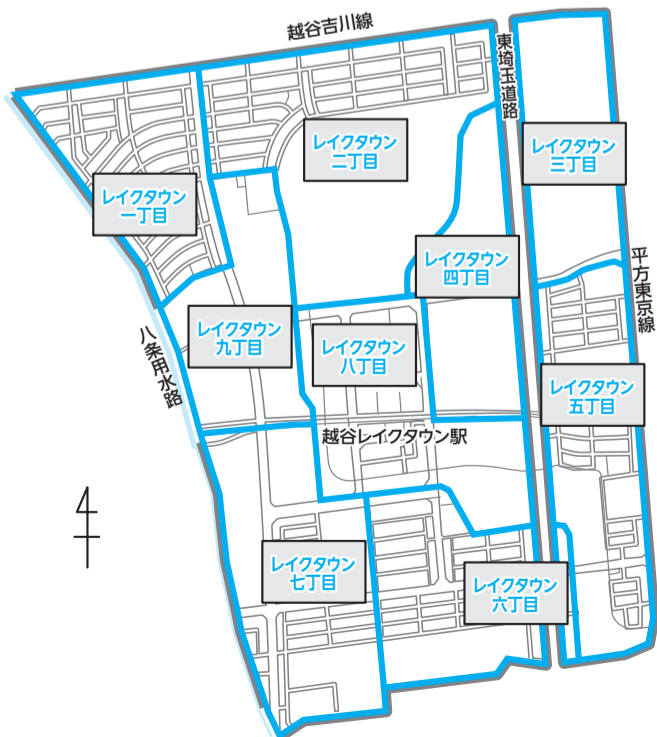 越谷吉川線
東埼玉道路
レイクタウン
二丁目
レイクタウン
三丁目
レイクタウン
一丁目
レイクタウン
四丁目
平方東京線
八条用水路
レイクタウン
九丁目
レイクタウン
八丁目
レイクタウン
五丁目
越谷レイクタウン駅
レイクタウン
七丁目
レイクタウン
六丁目